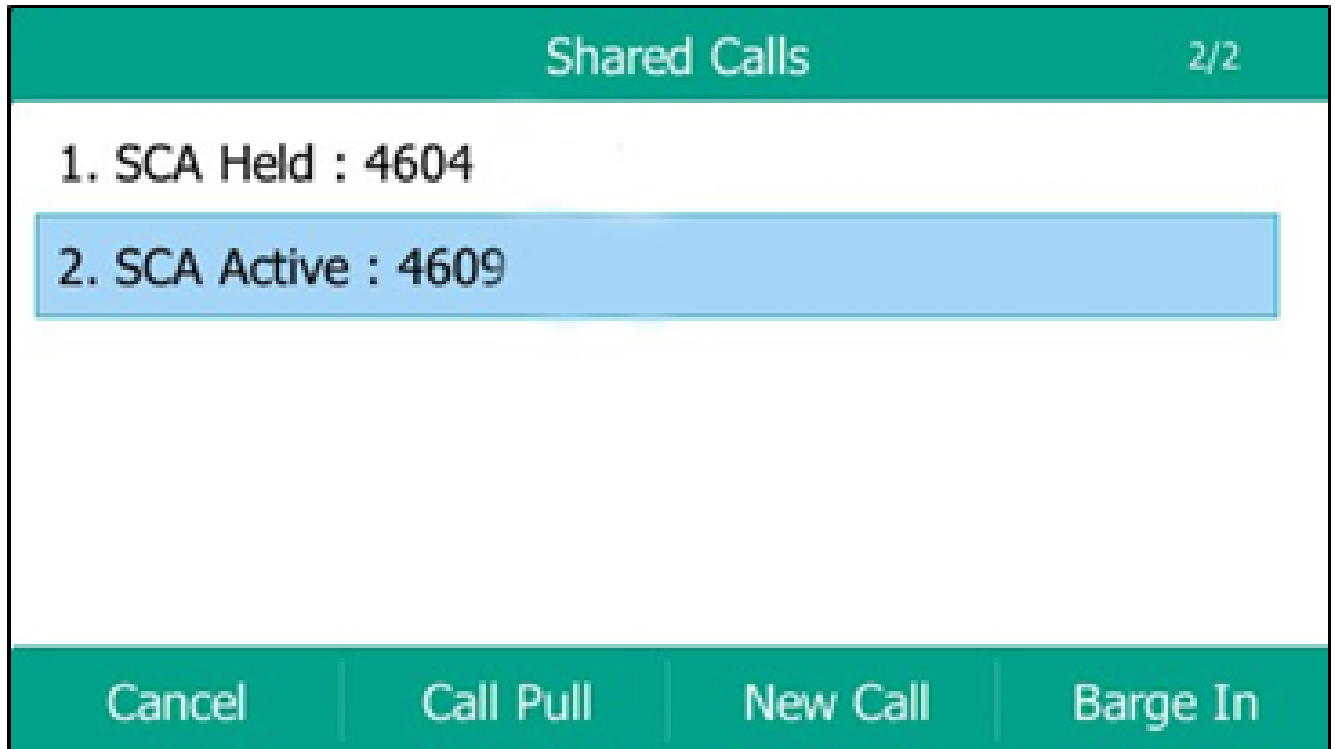 Shared Calls 2/2
1. SCA Held : 4604
2. SCA Active : 4609
Cancel Call Pull New Call Barge In